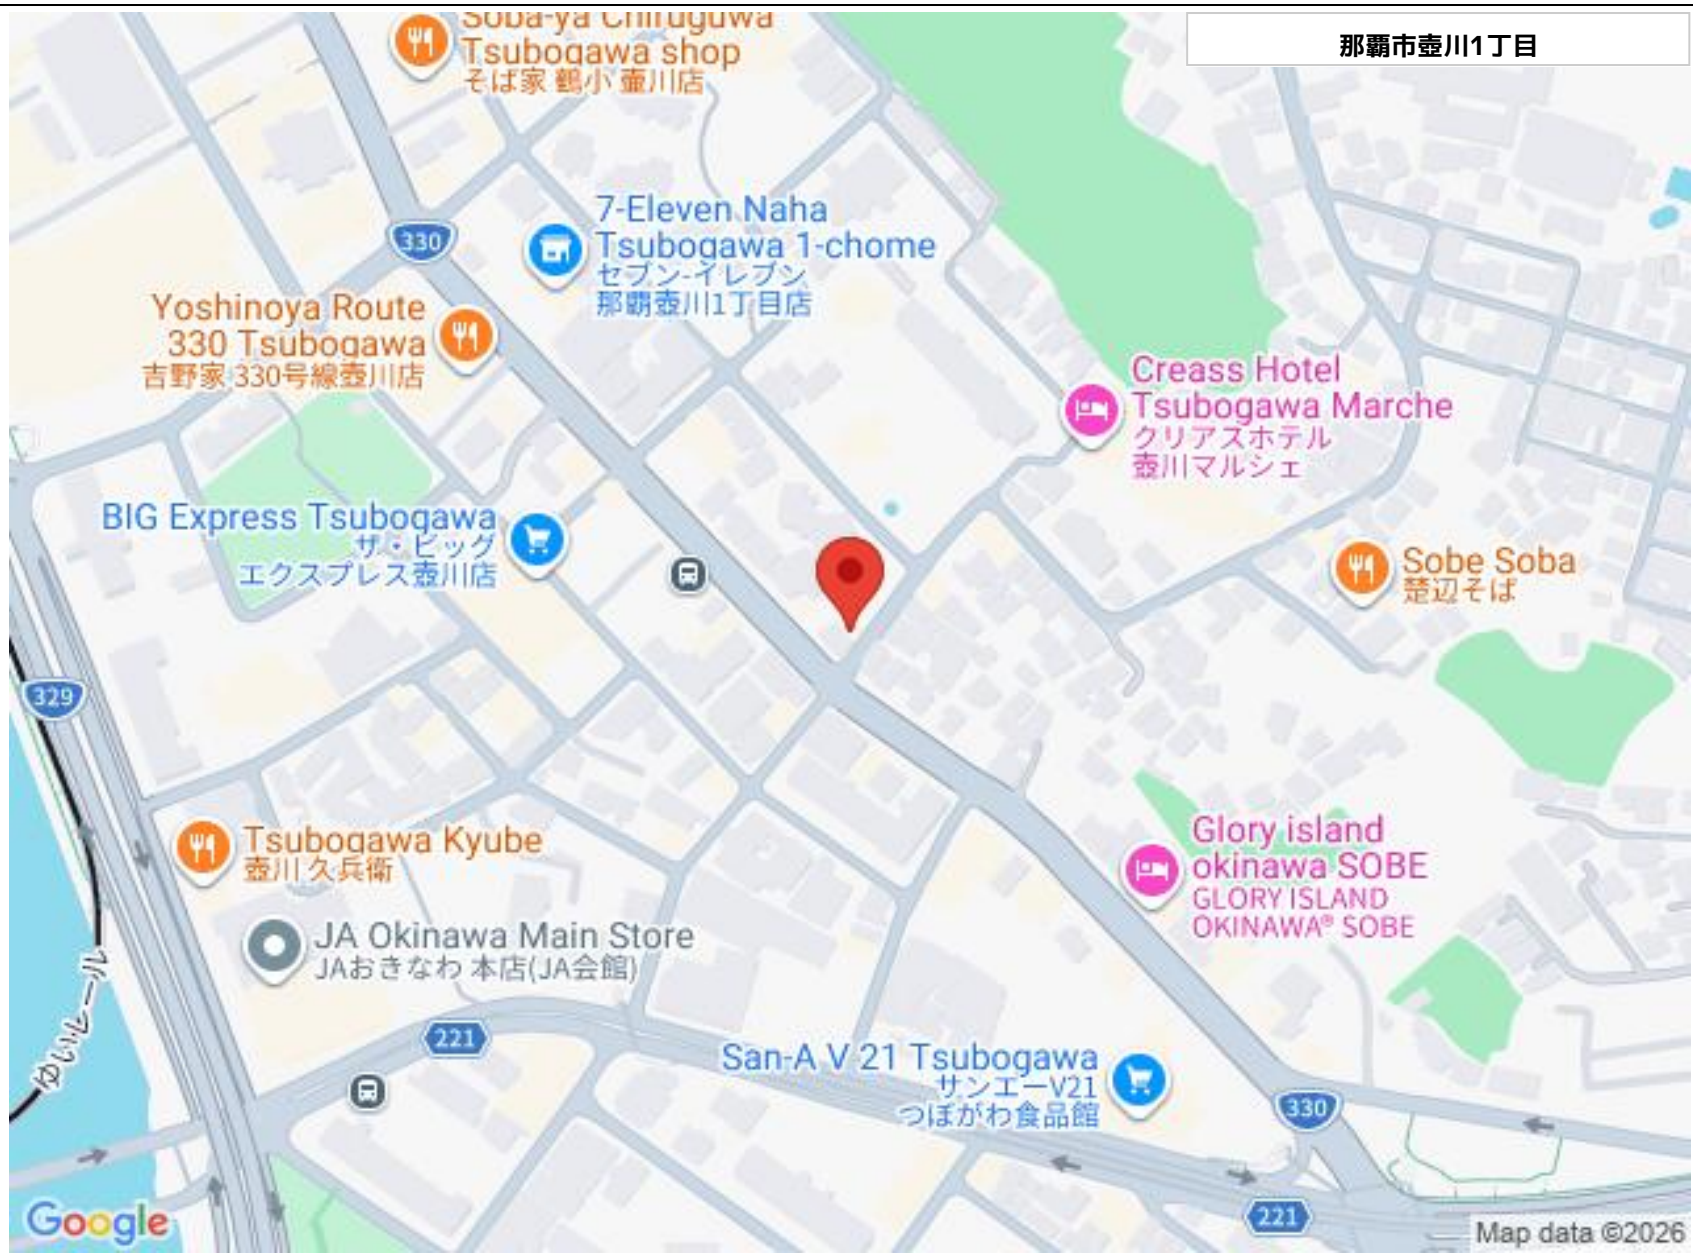 那覇市壺川1丁目
Soba-ya Chiruguwa
Tsubogawa shop
そば家 鶴小 壷川店
330
7-Eleven Naha
Tsubogawa 1-chome
セブン-イレブン
那覇壺川1丁目店
Yoshinoya Route
330 Tsubogawa
吉野家 330号線壺川店
Creass Hotel
Tsubogawa Marche
クリアスホテル
壺川マルシェ
BIG Express Tsubogawa
ザ・ビッグ
エクスプレス壺川店
Sobe Soba
楚辺そば
329
Tsubogawa Kyube
壺川 久兵衛
Glory island
okinawa SOBE
GLORY ISLAND
OKINAWA® SOBE
JA Okinawa Main Store
JAおきなわ 本店(JA会館)
ゆいレール
221
San-A V 21 Tsubogawa
サンエーV21
つぼがわ食品館
330
221
Google
Map data ©2026